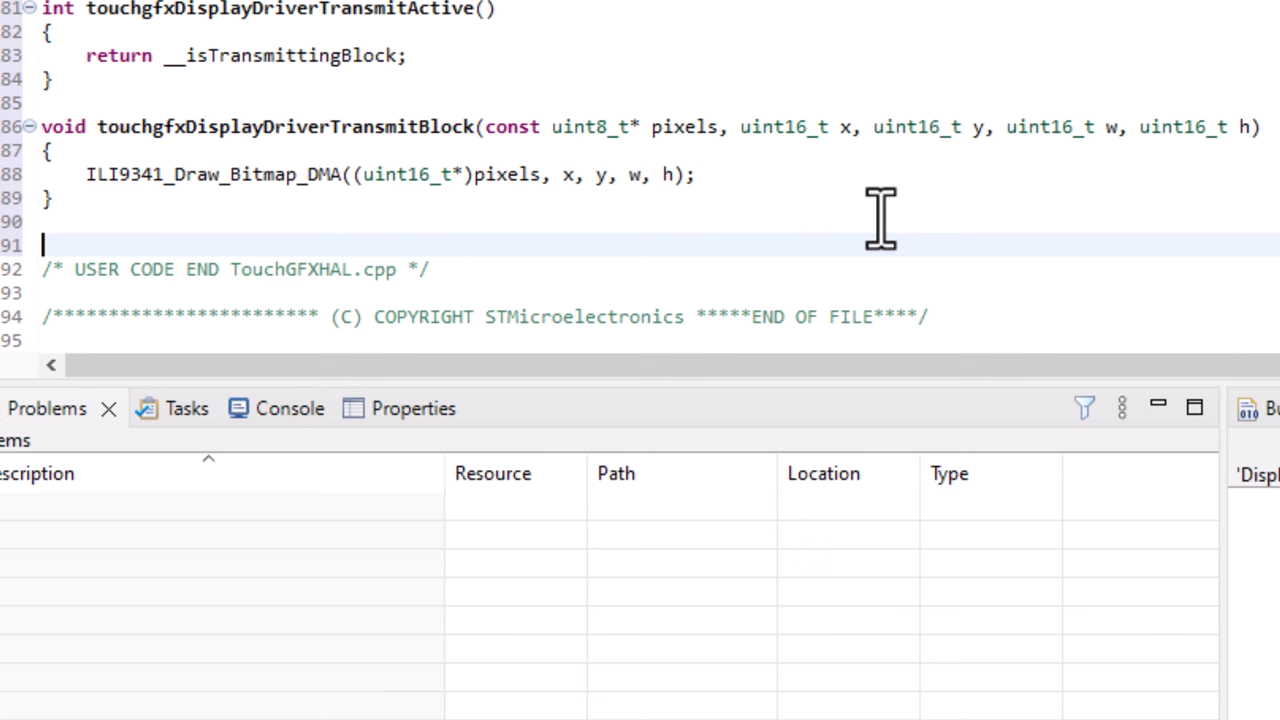 81 int touchgfxDisplayDriverTransmitActive()
82 {
83     return __isTransmittingBlock;
84 }
85
86 void touchgfxDisplayDriverTransmitBlock(const uint8_t* pixels, uint16_t x, uint16_t y, uint16_t w, uint16_t h)
87 {
88     ILI9341_Draw_Bitmap_DMA((uint16_t*)pixels, x, y, w, h);
89 }
90
91
92 /* USER CODE END TouchGFXHAL.cpp */
93
94 /************************ (C) COPYRIGHT STMicroelectronics *****END OF FILE****/
95
Problems Tasks Console Properties Bu
ems
escription Resource Path Location Type 'Displ